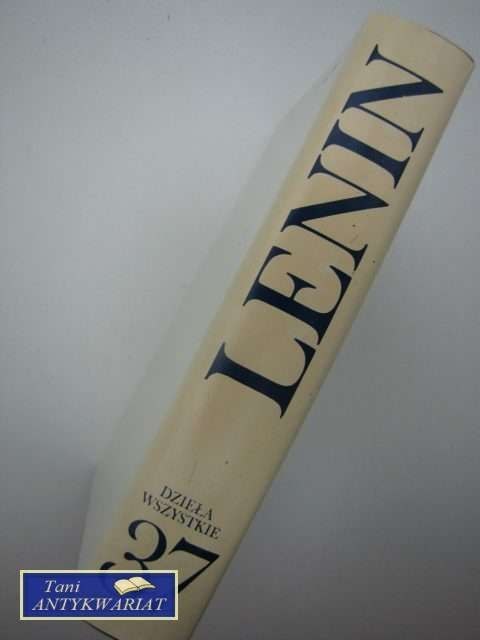 LENIN
DZIEŁA
WSZYSTKIE
37
Tani
ANTYKWARIAT